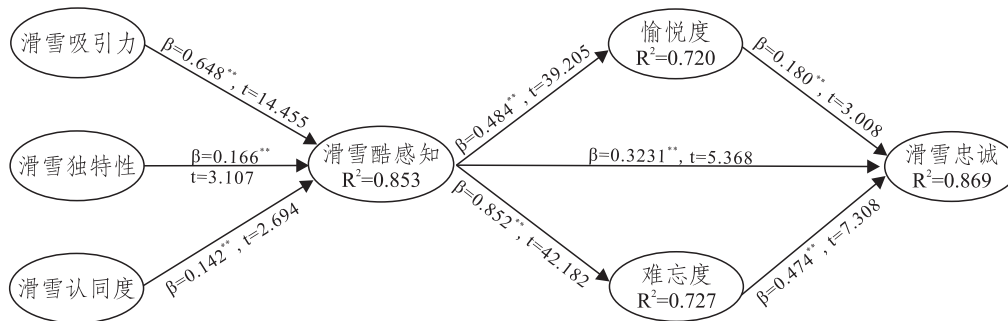 滑雪吸引力
β=0.648**, t=14.455
滑雪独特性
β=0.166**
t=3.107
滑雪认同度
β=0.142**, t=2.694
滑雪酷感知
R²=0.853
β=0.484**, t=39.205
愉悦度
R²=0.720
β=0.180**, t=3.008
β=0.3231**, t=5.368
β=0.852**, t=42.182
难忘度
R²=0.727
β=0.474**, t=7.308
滑雪忠诚
R²=0.869